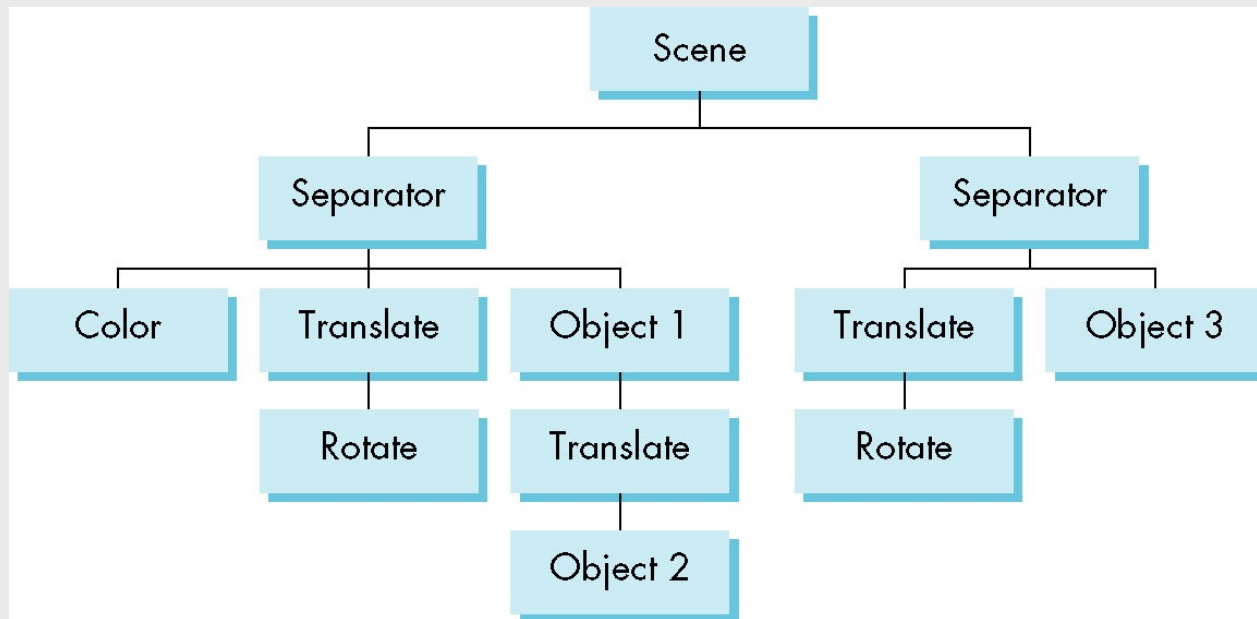 Scene
Separator
Separator
Color
Translate
Object 1
Translate
Object 3
Rotate
Translate
Rotate
Object 2